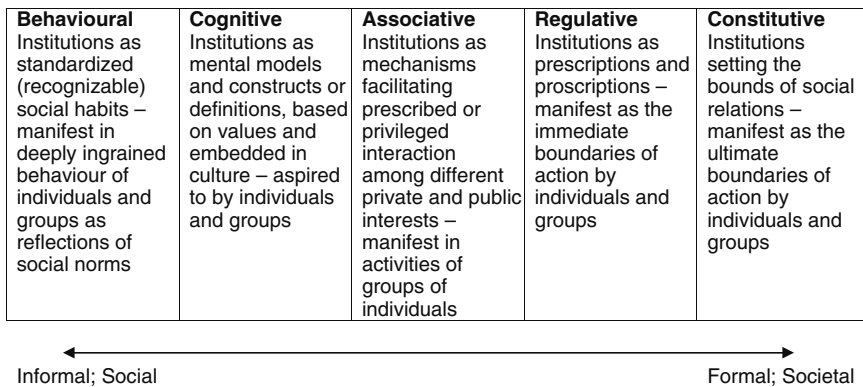 Behavioural
Institutions as
standardized
(recognizable)
social habits –
manifest in
deeply ingrained
behaviour of
individuals and
groups as
reflections of
social norms
Cognitive
Institutions as
mental models
and constructs or
definitions, based
on values and
embedded in
culture – aspired
to by individuals
and groups
Associative
Institutions as
mechanisms
facilitating
prescribed or
privileged
interaction
among different
private and public
interests –
manifest in
activities of
groups of
individuals
Regulative
Institutions as
prescriptions and
proscriptions –
manifest as the
immediate
boundaries of
action by
individuals and
groups
Constitutive
Institutions
setting the
bounds of social
relations –
manifest as the
ultimate
boundaries of
action by
individuals and
groups
Informal; Social
Formal; Societal